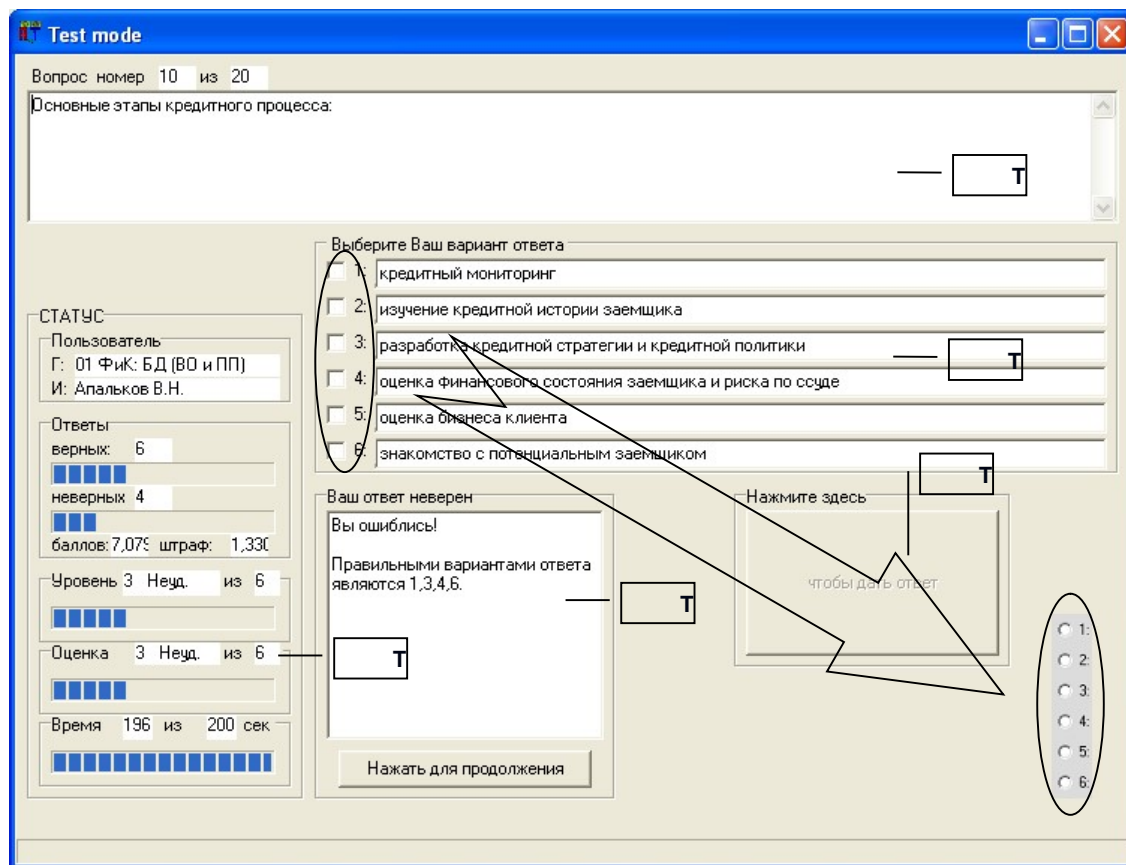 Test mode
Вопрос номер 10 из 20
Основные этапы кредитного процесса:
Т
Выберите Ваш вариант ответа
1: кредитный мониторинг
2: изучение кредитной истории заемщика
3: разработка кредитной стратегии и кредитной политики
Т
4: оценка финансового состояния заемщика и риска по ссуде
5: оценка бизнеса клиента
6: знакомство с потенциальным заемщиком
Т
СТАТУС
Пользователь
Г: 01 ФиК: БД (ВО и ПП)
И: Апальков В.Н.
Ответы
верных: 6
неверных 4
баллов: 7,079 штраф: 1,330
Уровень 3 Неуд. из 6
Оценка 3 Неуд. из 6
Время 196 из 200 сек
Ваш ответ неверен
Вы ошиблись!
Правильными вариантами ответа
являются 1,3,4,6.
Т
Т
Нажать для продолжения
Нажмите здесь
чтобы дать ответ
1:
2:
3:
4:
5:
6: